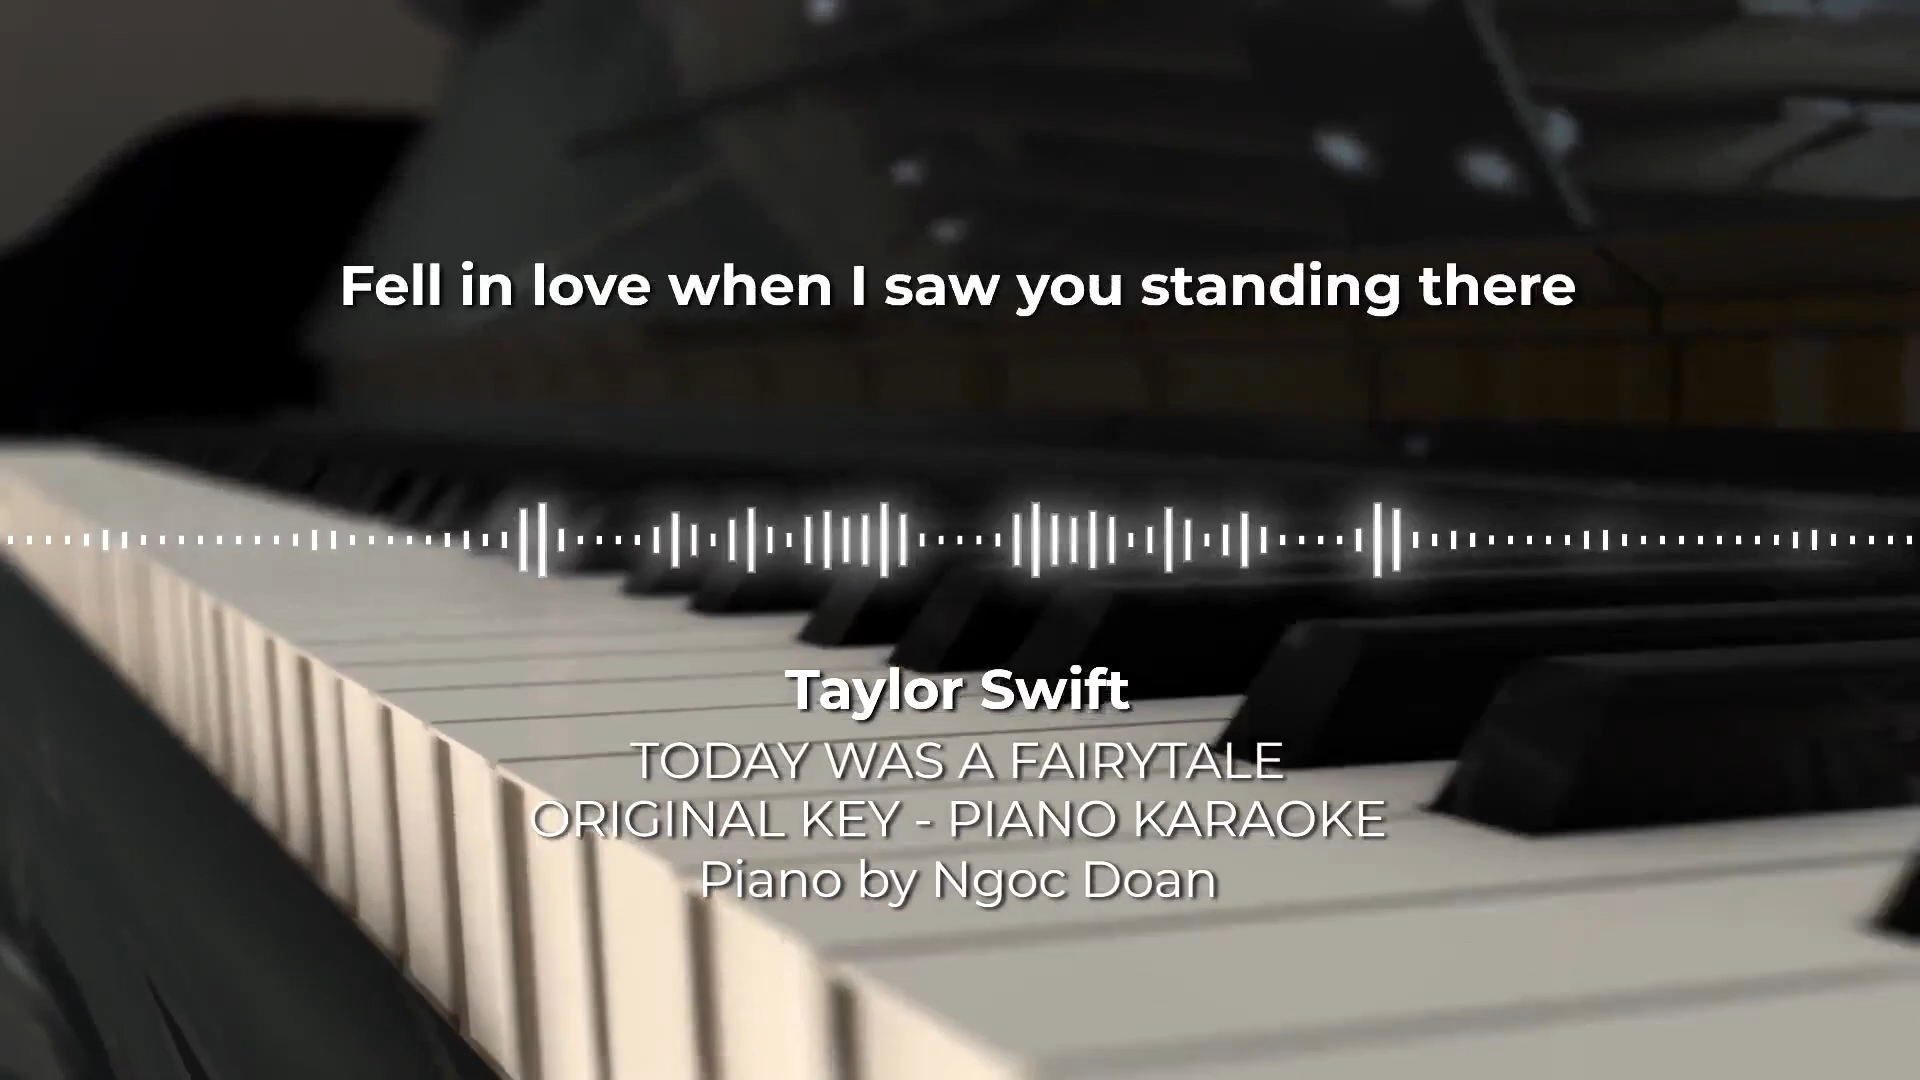 Fell in love when I saw you standing there
Taylor Swift
TODAY WAS A FAIRYTALE
ORIGINAL KEY - PIANO KARAOKE
Piano by Ngoc Doan